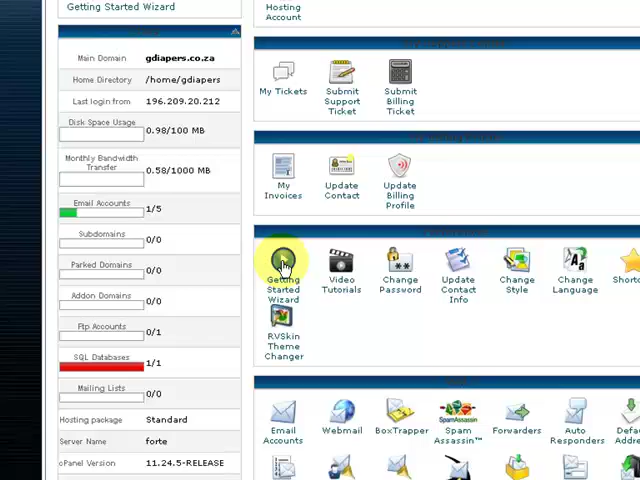 Getting Started Wizard
Hosting
Account
Main Domain gdiapers.co.za
Home Directory /home/gdiapers
Last login from 196.209.20.212
Disk Space Usage 0.98/100 MB
Monthly Bandwidth
Transfer 0.58/1000 MB
Email Accounts 1/5
Subdomains 0/0
Parked Domains 0/0
Addon Domains 0/0
Ftp Accounts 0/1
SQL Databases 1/1
Mailing Lists 0/0
Hosting package Standard
Server Name forte
cPanel Version 11.24.5-RELEASE
My Tickets
Submit
Support
Ticket
Submit
Billing
Ticket
My
Invoices
Update
Contact
Update
Billing
Profile
Getting
Started
Wizard
Video
Tutorials
Change
Password
Update
Contact
Info
Change
Style
Change
Language
Shortc
RVSkin
Theme
Changer
Email
Accounts
Webmail
BoxTrapper
SpamAssassin
Spam
Assassin™
Forwarders
Auto
Responders
Defau
Addre